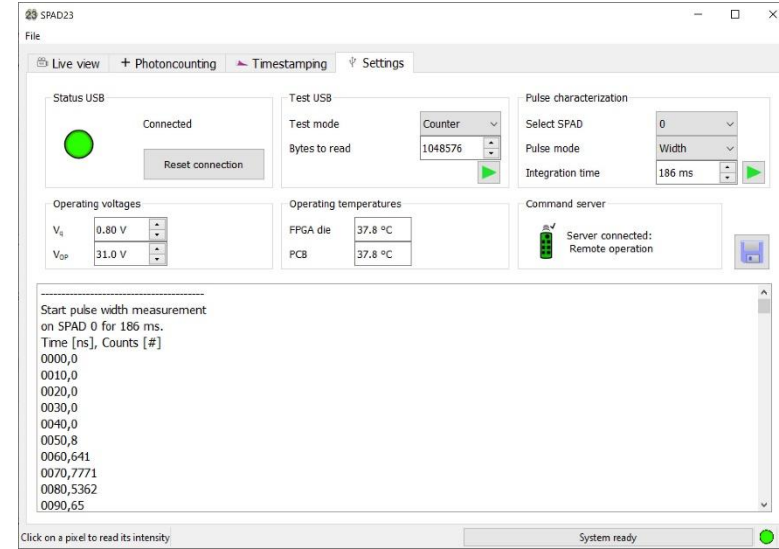 23 SPAD23
File
Live view + Photoncounting Timestamping Settings
Status USB
Connected
Reset connection
Test USB
Test mode Counter
Bytes to read 1048576
Pulse characterization
Select SPAD 0
Pulse mode Width
Integration time 186 ms
Operating voltages
Vq 0.80 V
VOP 31.0 V
Operating temperatures
FPGA die 37.8 ºC
PCB 37.8 ºC
Command server
Server connected:
Remote operation
----------------------------------------
Start pulse width measurement
on SPAD 0 for 186 ms.
Time [ns], Counts [#]
0000,0
0010,0
0020,0
0030,0
0040,0
0050,8
0060,641
0070,7771
0080,5362
0090,65
Click on a pixel to read its intensity
System ready